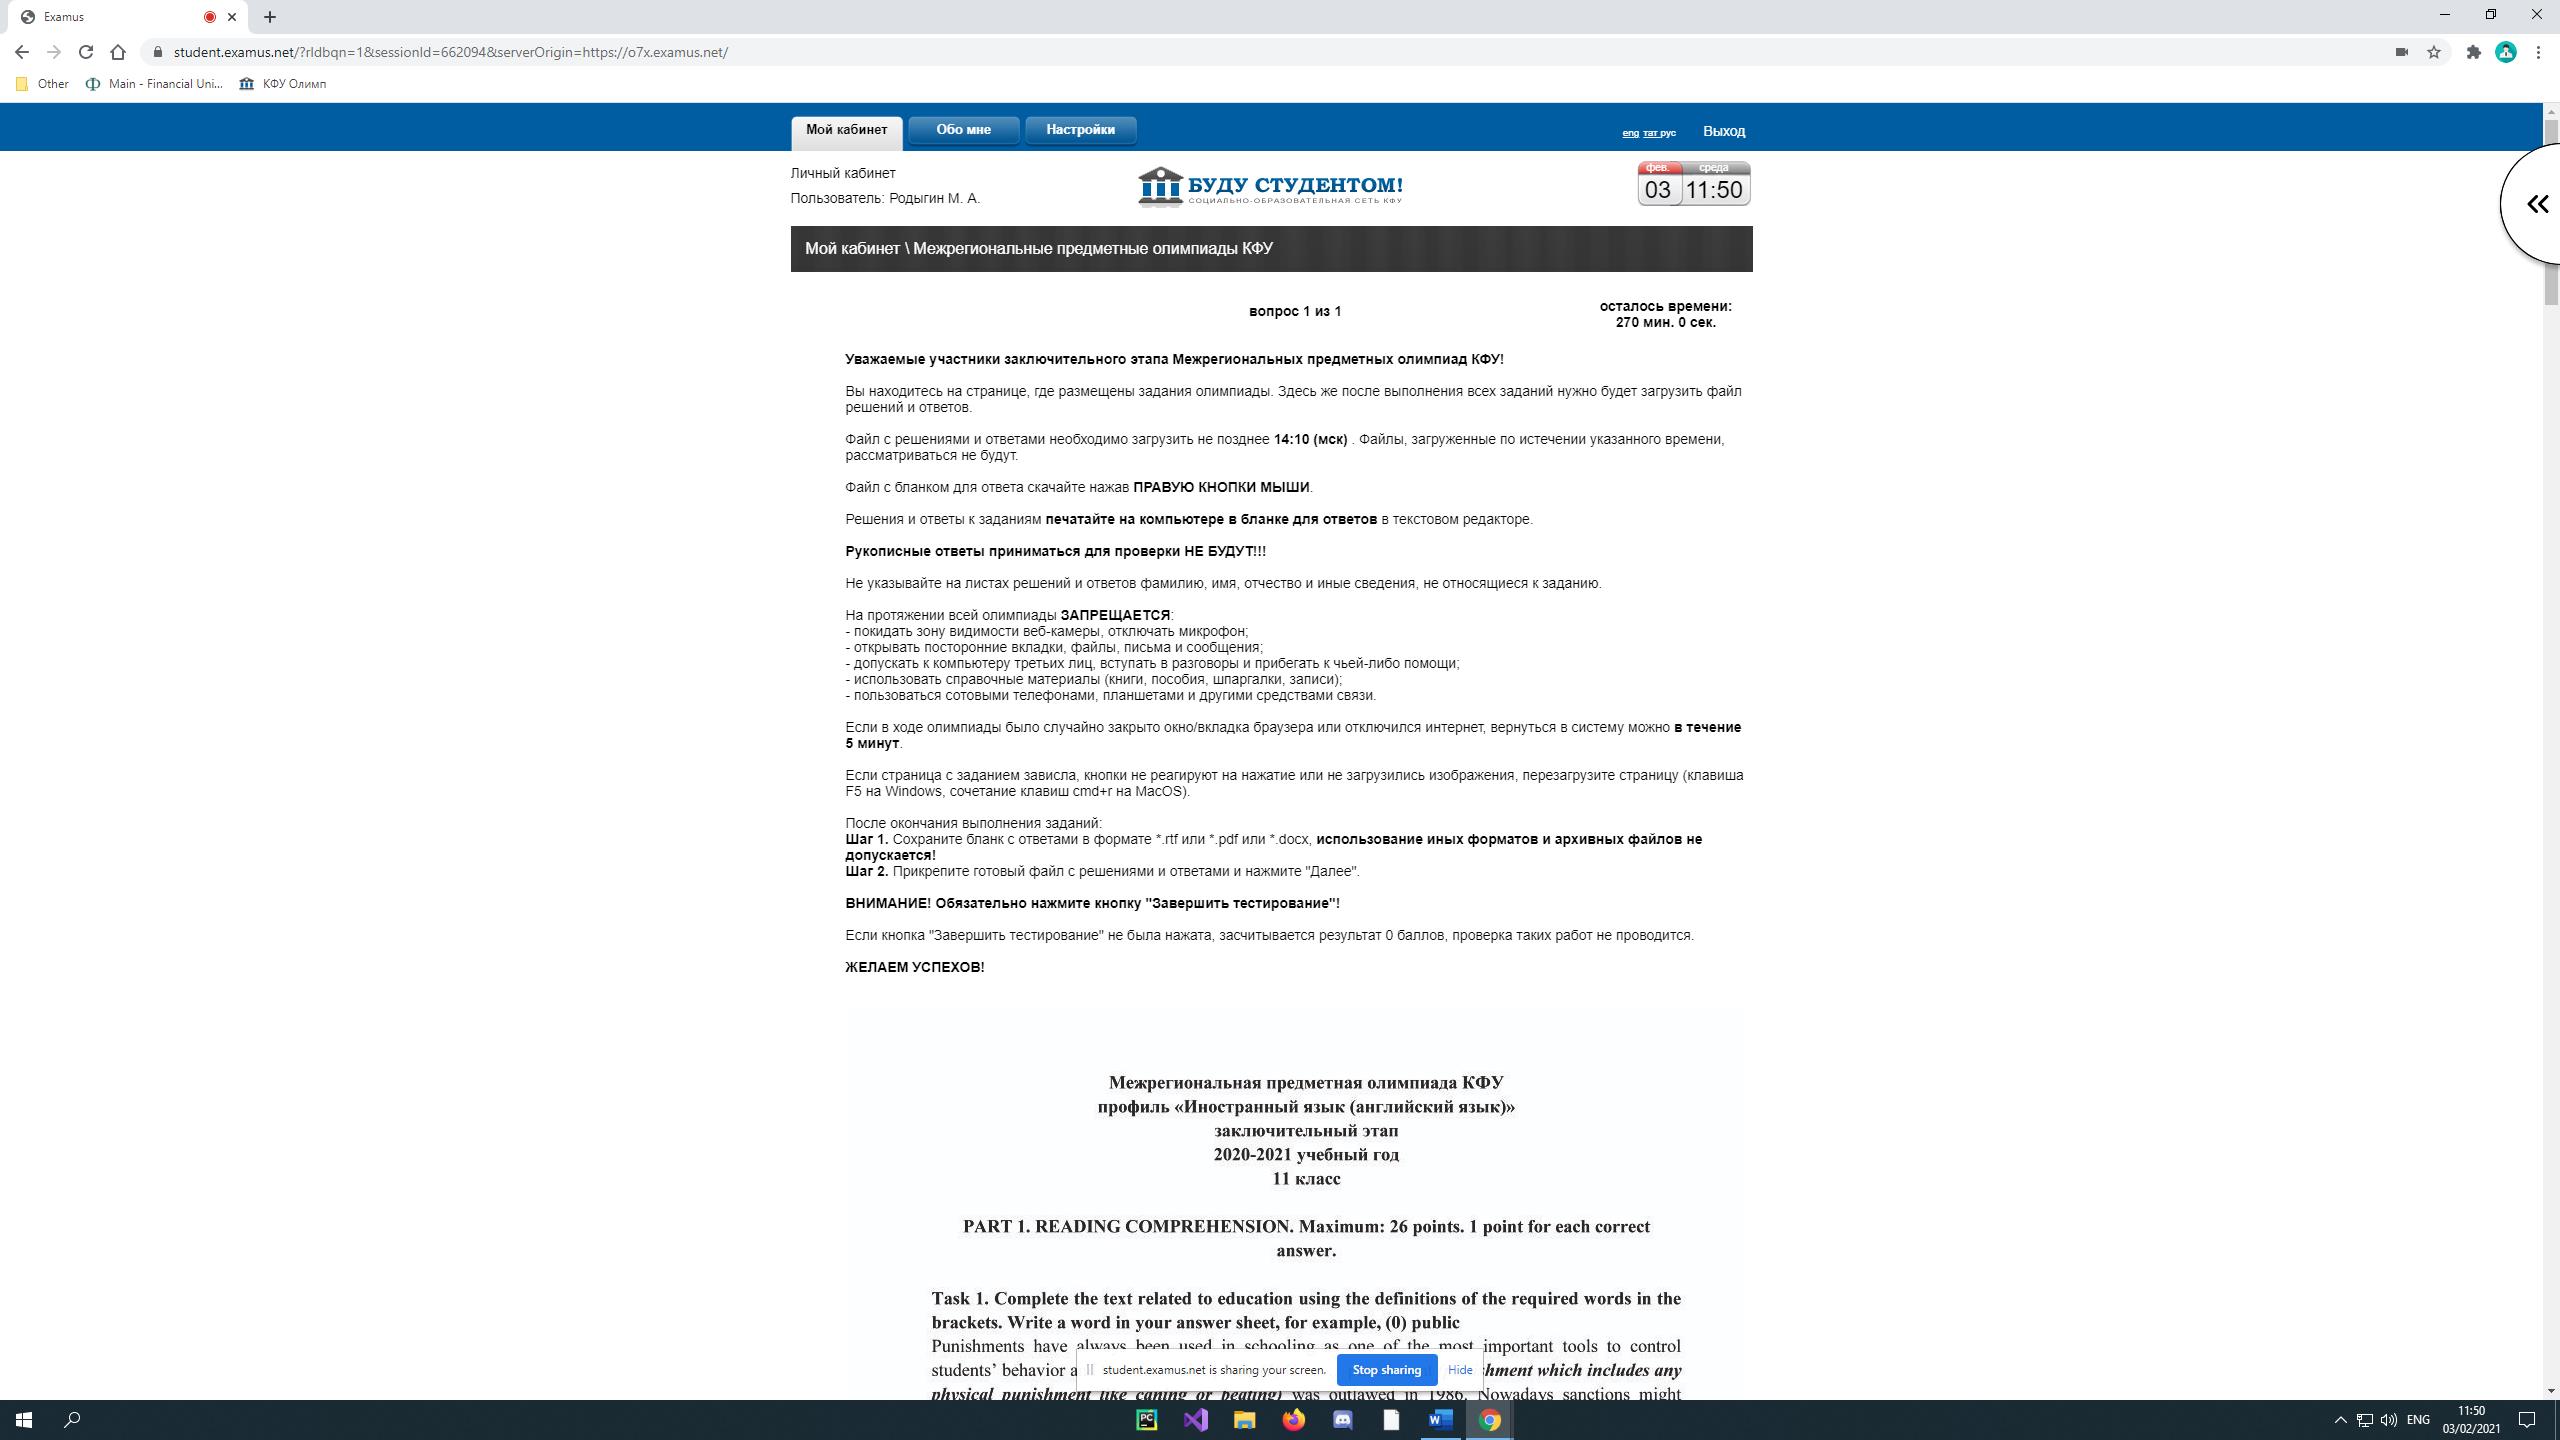 Examus
student.examus.net/?rldbqn=1&sessionId=662094&serverOrigin=https://o7x.examus.net/
Other
Main - Financial Uni...
КФУ Олимп
Мой кабинет
Обо мне
Настройки
eng тат рус
Выход
Личный кабинет
Пользователь: Родыгин М. А.
БУДУ СТУДЕНТОМ!
СОЦИАЛЬНО-ОБРАЗОВАТЕЛЬНАЯ СЕТЬ КФУ
фев. среда
03 11:50
Мой кабинет \ Межрегиональные предметные олимпиады КФУ
вопрос 1 из 1
осталось времени:
270 мин. 0 сек.
Уважаемые участники заключительного этапа Межрегиональных предметных олимпиад КФУ!
Вы находитесь на странице, где размещены задания олимпиады. Здесь же после выполнения всех заданий нужно будет загрузить файл
решений и ответов.
Файл с решениями и ответами необходимо загрузить не позднее 14:10 (мск) . Файлы, загруженные по истечении указанного времени,
рассматриваться не будут.
Файл с бланком для ответа скачайте нажав ПРАВУЮ КНОПКИ МЫШИ.
Решения и ответы к заданиям печатайте на компьютере в бланке для ответов в текстовом редакторе.
Рукописные ответы приниматься для проверки НЕ БУДУТ!!!
Не указывайте на листах решений и ответов фамилию, имя, отчество и иные сведения, не относящиеся к заданию.
На протяжении всей олимпиады ЗАПРЕЩАЕТСЯ:
- покидать зону видимости веб-камеры, отключать микрофон;
- открывать посторонние вкладки, файлы, письма и сообщения;
- допускать к компьютеру третьих лиц, вступать в разговоры и прибегать к чьей-либо помощи;
- использовать справочные материалы (книги, пособия, шпаргалки, записи);
- пользоваться сотовыми телефонами, планшетами и другими средствами связи.
Если в ходе олимпиады было случайно закрыто окно/вкладка браузера или отключился интернет, вернуться в систему можно в течение
5 минут.
Если страница с заданием зависла, кнопки не реагируют на нажатие или не загрузились изображения, перезагрузите страницу (клавиша
F5 на Windows, сочетание клавиш cmd+r на MacOS).
После окончания выполнения заданий:
Шаг 1. Сохраните бланк с ответами в формате *.rtf или *.pdf или *.docx, использование иных форматов и архивных файлов не
допускается!
Шаг 2. Прикрепите готовый файл с решениями и ответами и нажмите "Далее".
ВНИМАНИЕ! Обязательно нажмите кнопку "Завершить тестирование"!
Если кнопка "Завершить тестирование" не была нажата, засчитывается результат 0 баллов, проверка таких работ не проводится.
ЖЕЛАЕМ УСПЕХОВ!
Межрегиональная предметная олимпиада КФУ
профиль «Иностранный язык (английский язык)»
заключительный этап
2020-2021 учебный год
11 класс
PART 1. READING COMPREHENSION. Maximum: 26 points. 1 point for each correct
answer.
Task 1. Complete the text related to education using the definitions of the required words in the
brackets. Write a word in your answer sheet, for example, (0) public
Punishments have always been used in schooling as one of the most important tools to control
students' behavior
which includes any
physical punishment like caning or beating) was outlawed in 1986. Nowadays sanctions might
student.examus.net is sharing your screen.
Stop sharing
Hide
PC
W
ENG
11:50
03/02/2021